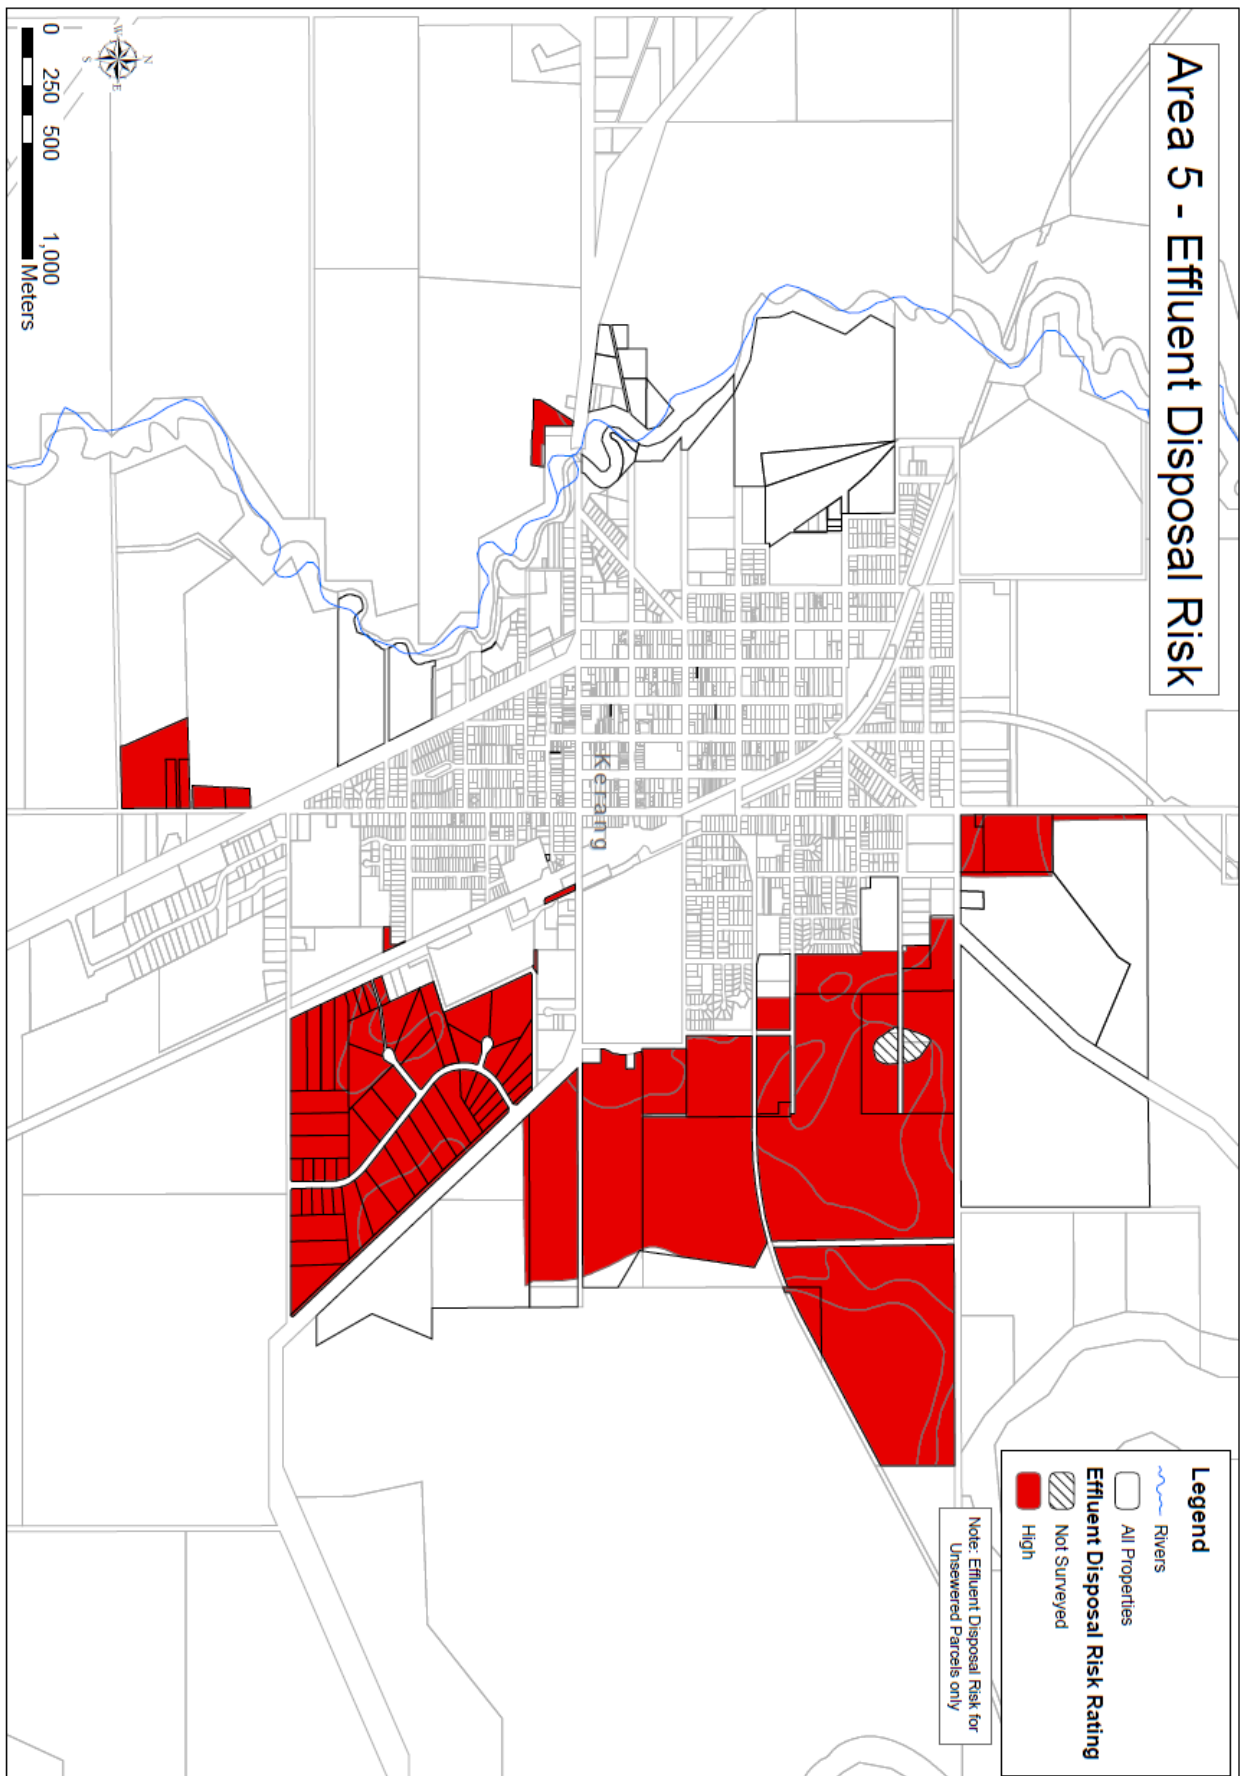 Area 5 - Effluent Disposal Risk
Legend
Rivers
All Properties
Effluent Disposal Risk Rating
Not Surveyed
High
Note: Effluent Disposal Risk for
Unsewered Parcels only
Kerang
N
W
E
S
0 250 500 1,000
Meters